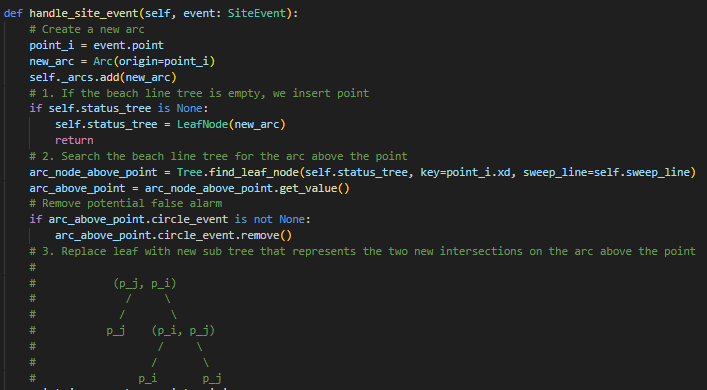 def handle_site_event(self, event: SiteEvent):
    # Create a new arc
    point_i = event.point
    new_arc = Arc(origin=point_i)
    self._arcs.add(new_arc)
    # 1. If the beach line tree is empty, we insert point
    if self.status_tree is None:
        self.status_tree = LeafNode(new_arc)
        return
    # 2. Search the beach line tree for the arc above the point
    arc_node_above_point = Tree.find_leaf_node(self.status_tree, key=point_i.xd, sweep_line=self.sweep_line)
    arc_above_point = arc_node_above_point.get_value()
    # Remove potential false alarm
    if arc_above_point.circle_event is not None:
        arc_above_point.circle_event.remove()
    # 3. Replace leaf with new sub tree that represents the two new intersections on the arc above the point
    #
    #            (p_j, p_i)
    #              /     \
    #             /       \
    #           p_j    (p_i, p_j)
    #                   /     \
    #                  /       \
    #                p_i       p_j